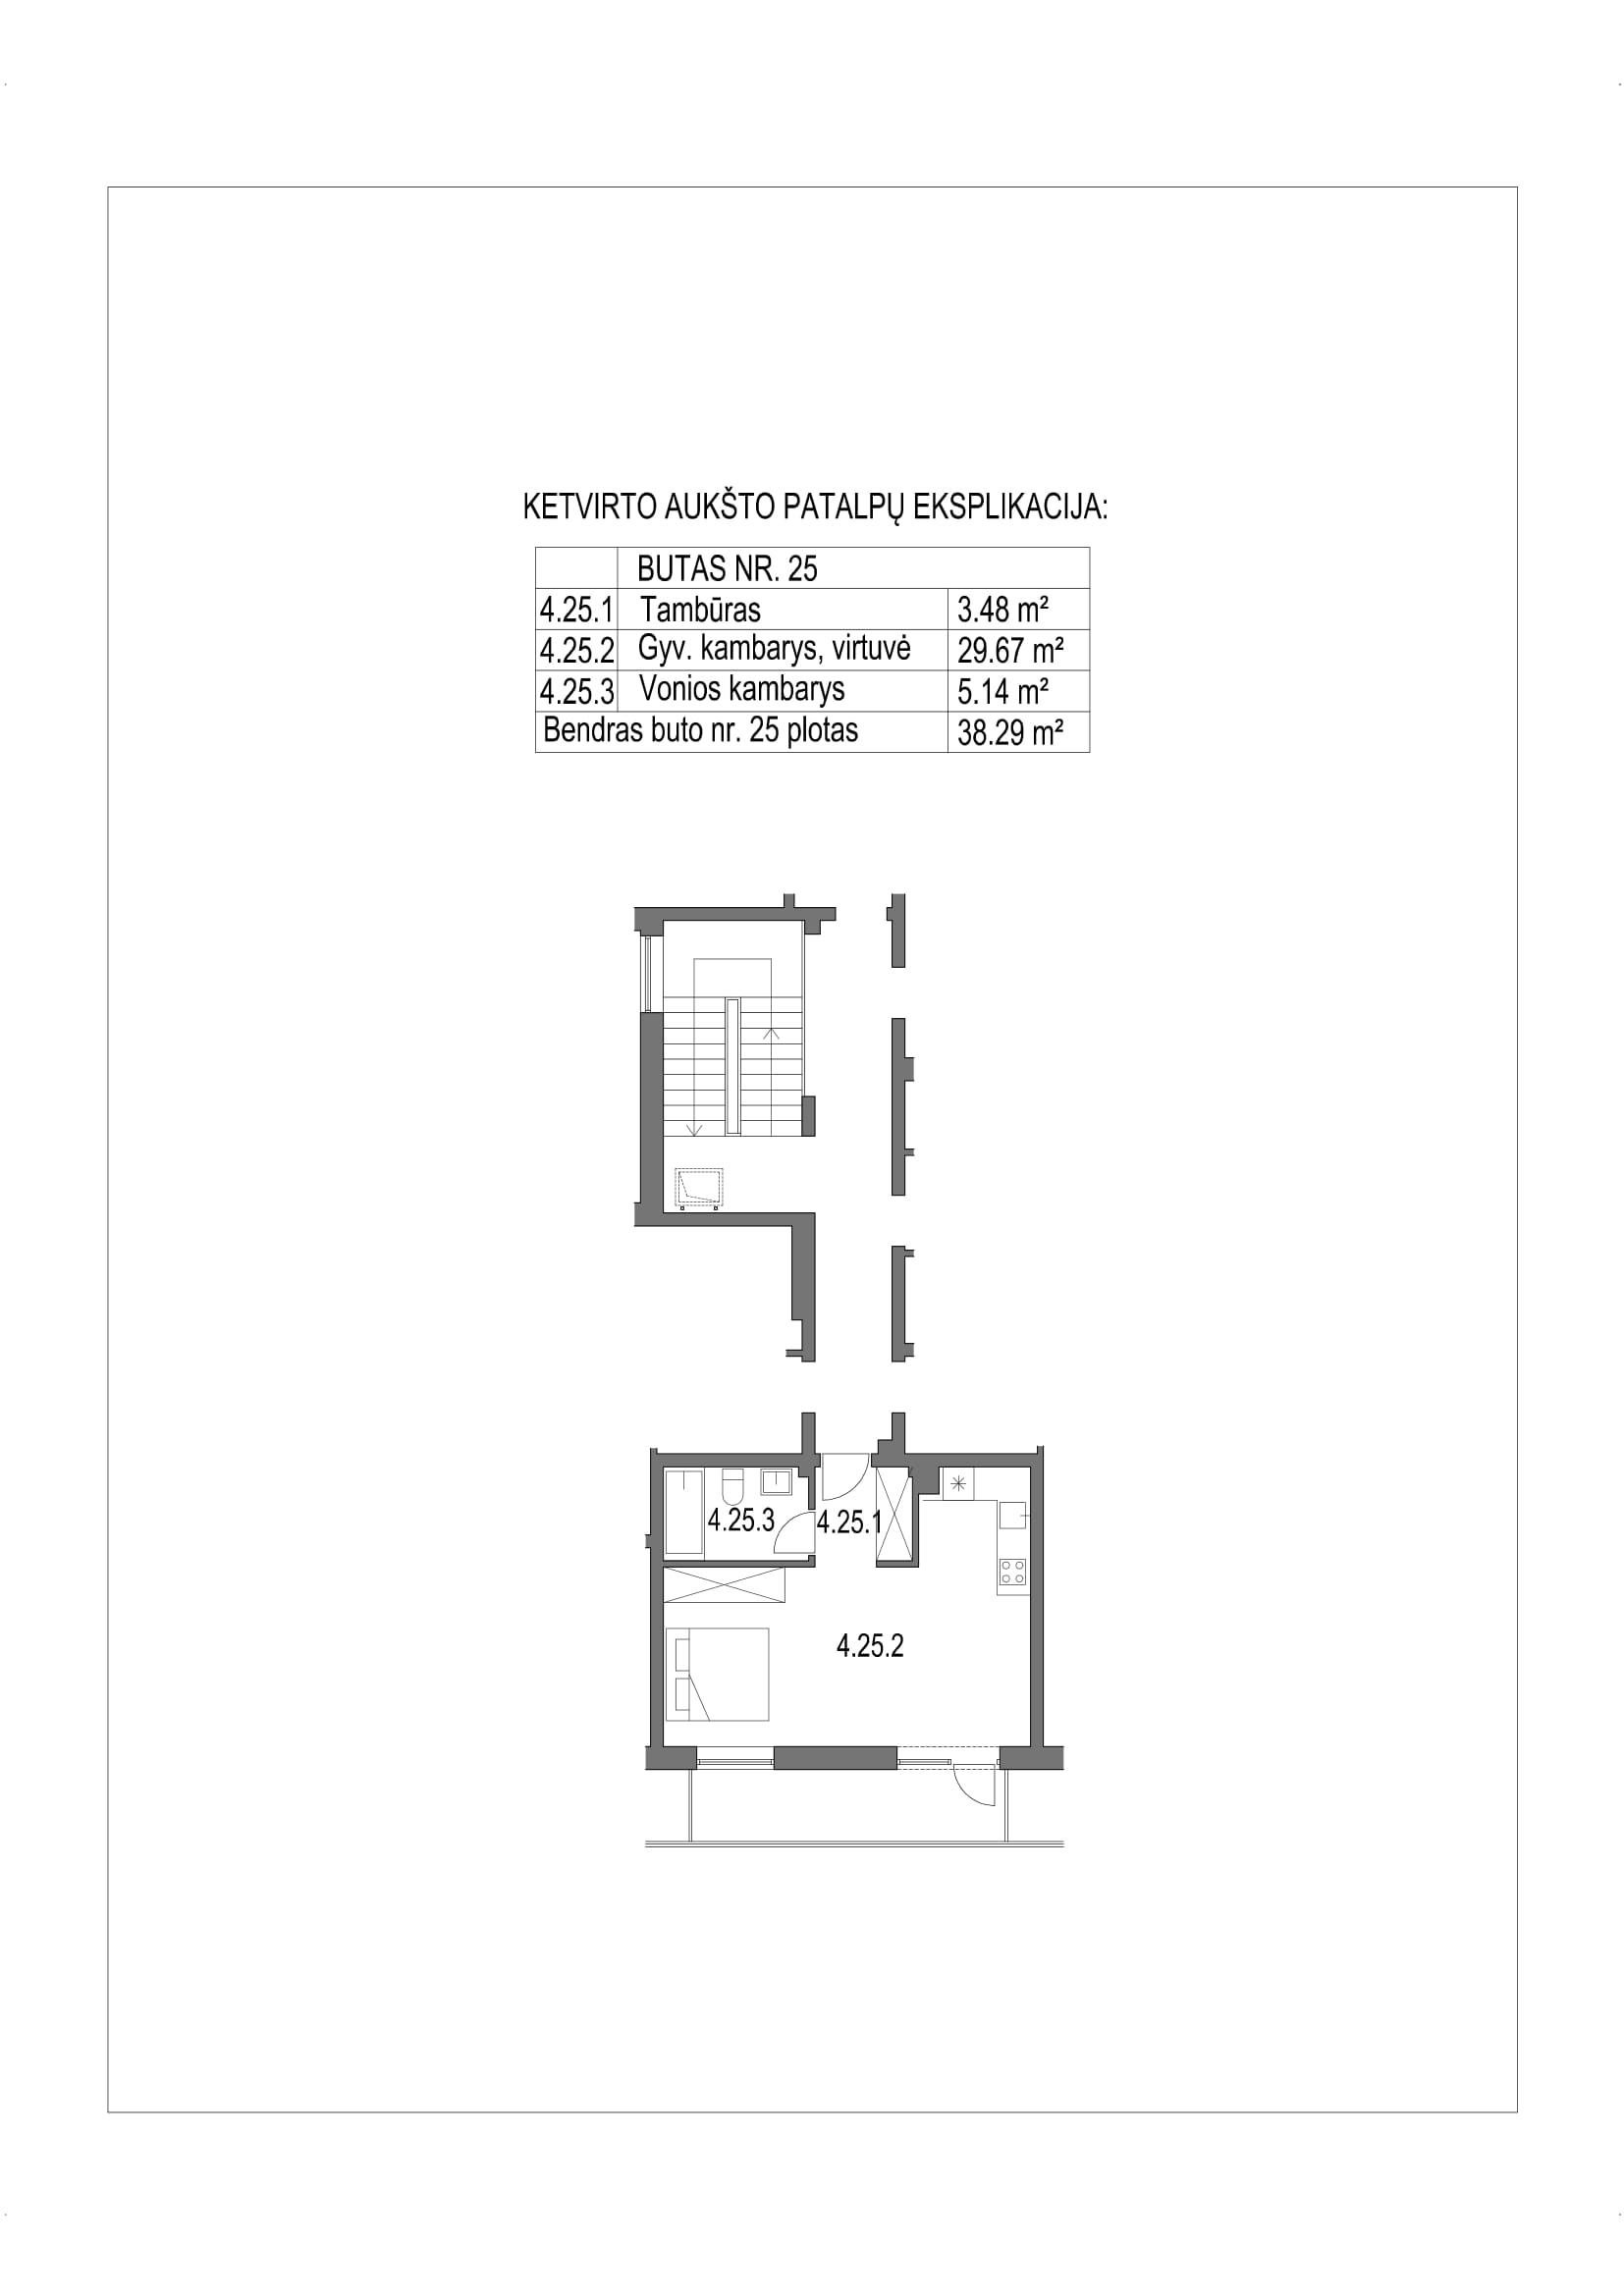 KETVIRTO AUKŠTO PATALPŲ EKSPLIKACIJA:
BUTAS NR. 25
4.25.1 Tambūras 3.48 m²
4.25.2 Gyv. kambarys, virtuvė 29.67 m²
4.25.3 Vonios kambarys 5.14 m²
Bendras buto nr. 25 plotas 38.29 m²
4.25.3 4.25.1
4.25.2